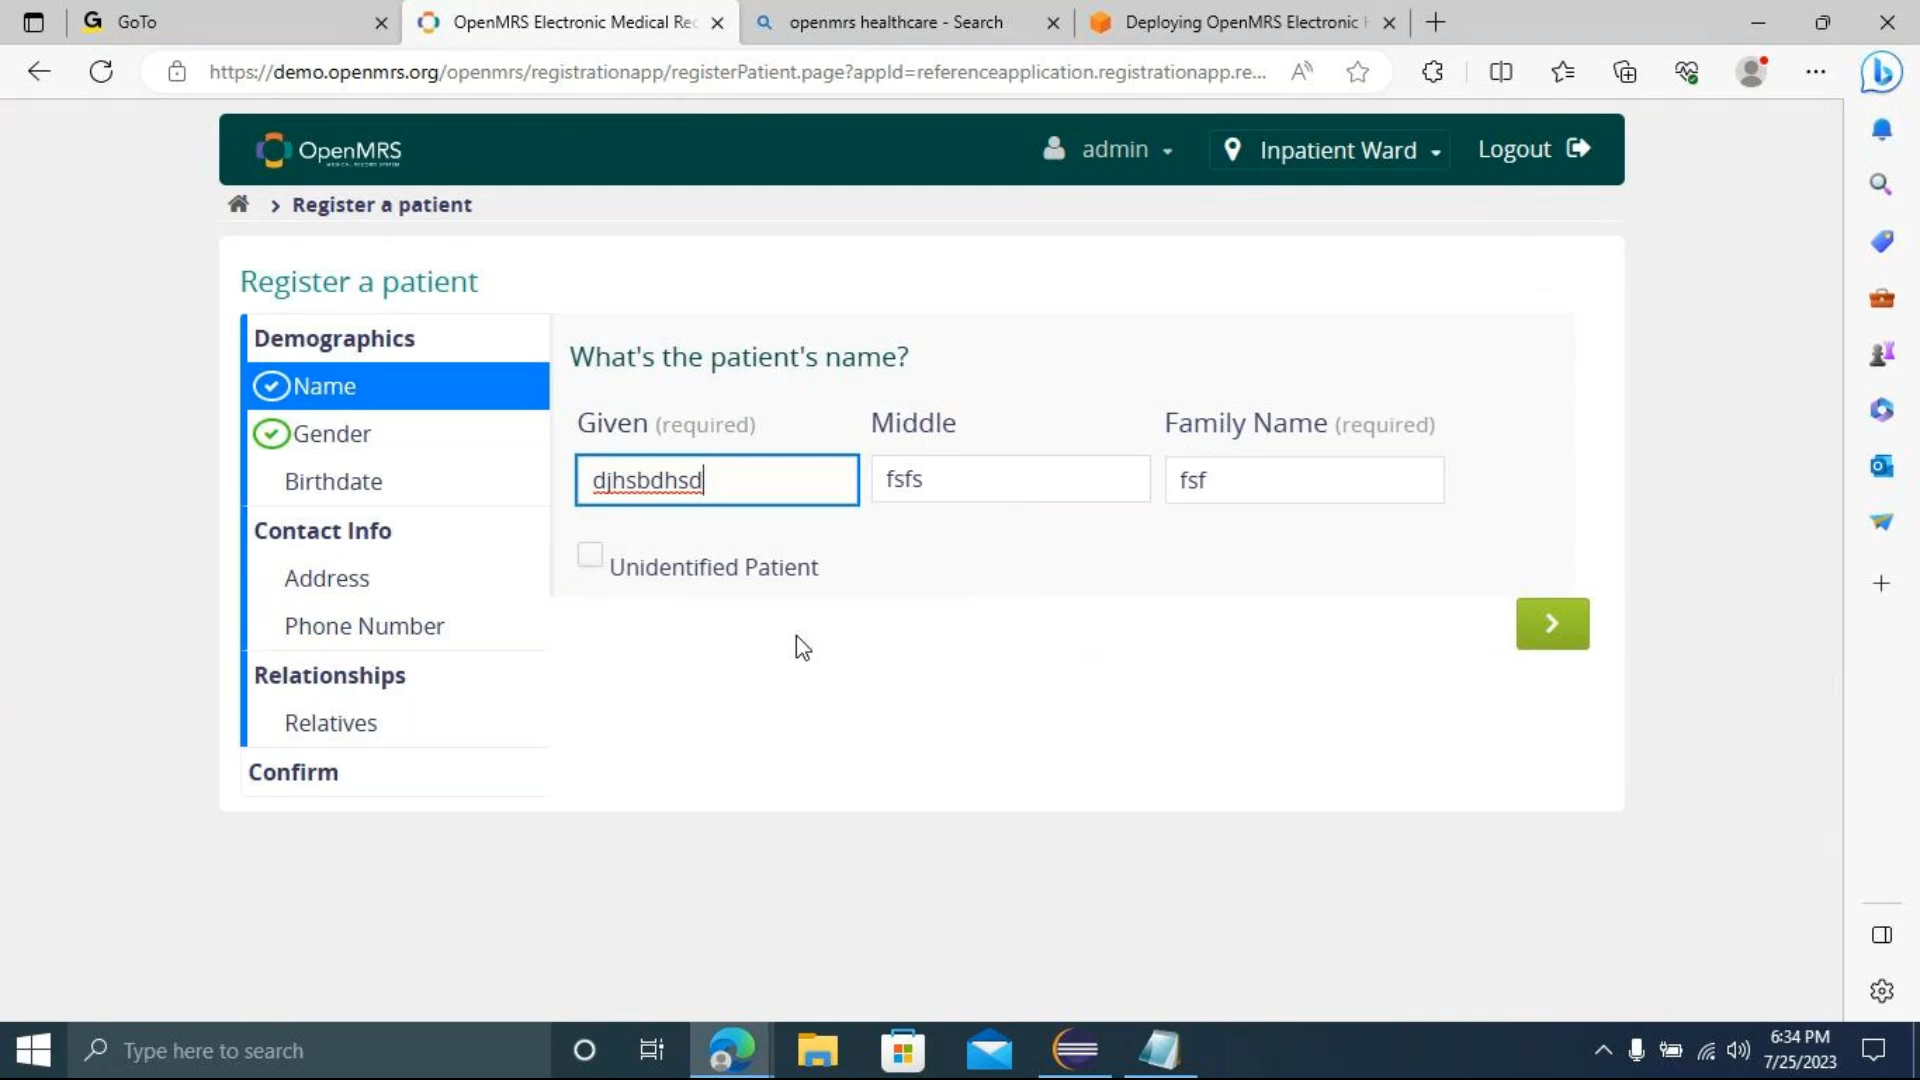 GoTo
OpenMRS Electronic Medical Rec
openmrs healthcare - Search
Deploying OpenMRS Electronic H
https://demo.openmrs.org/openmrs/registrationapp/registerPatient.page?appId=referenceapplication.registrationapp.re...
OpenMRS
admin
Inpatient Ward
Logout
Register a patient
Register a patient
Demographics
Name
Gender
Birthdate
Contact Info
Address
Phone Number
Relationships
Relatives
Confirm
What's the patient's name?
Given (required) Middle Family Name (required)
djhsbdhsd fsfs fsf
Unidentified Patient
Type here to search
6:34 PM
7/25/2023